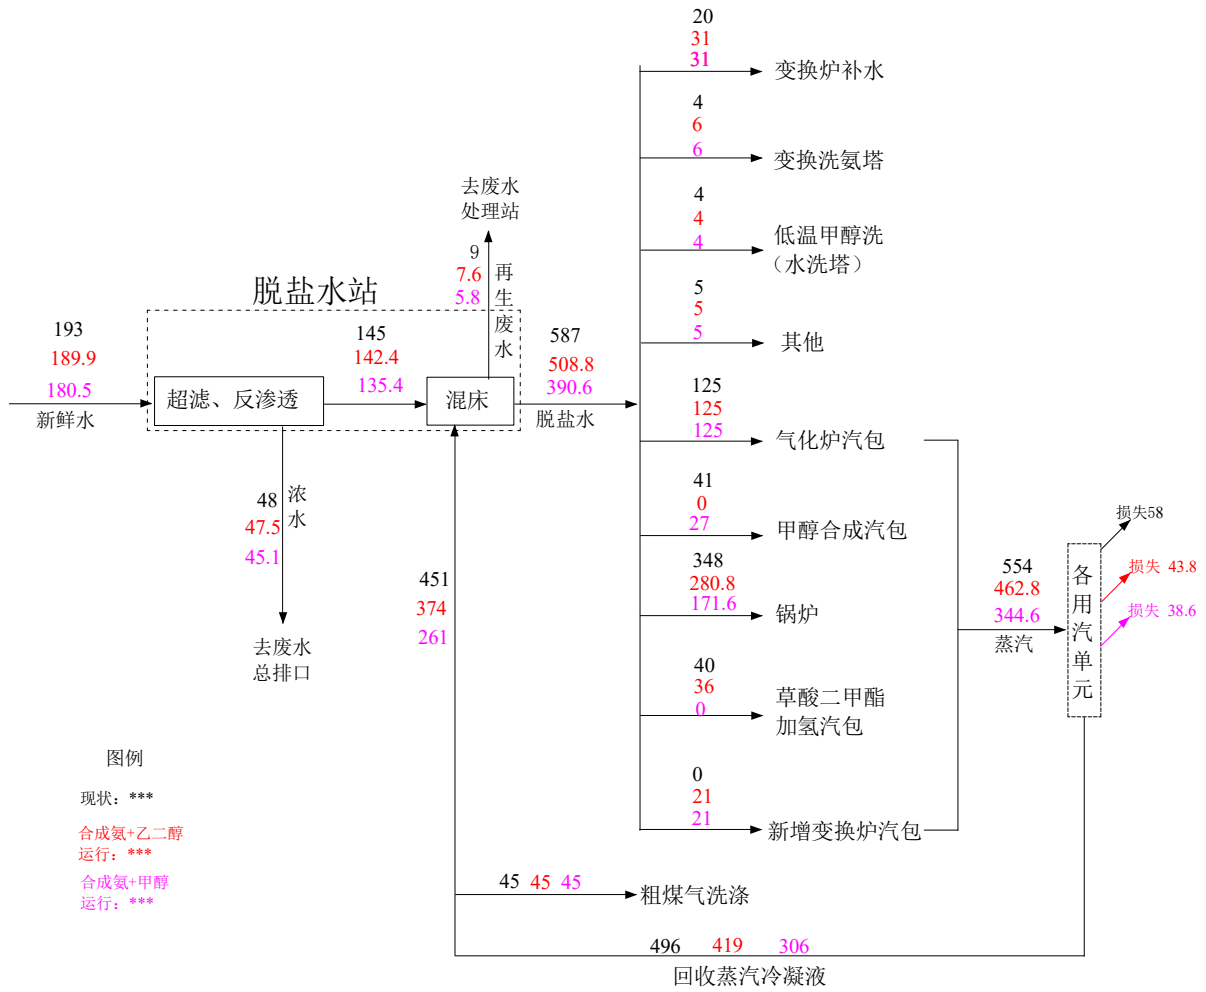 20
31
31
变换炉补水
4
6
6
变换洗氨塔
4
4
4
低温甲醇洗
（水洗塔）
5
5
5
其他
去废水
处理站
9
7.6
5.8
再生废水
脱盐水站
193
189.9
180.5
新鲜水
超滤、反渗透
145
142.4
135.4
混床
587
508.8
390.6
脱盐水
48
47.5
45.1
浓水
去废水
总排口
125
125
125
气化炉汽包
41
0
27
甲醇合成汽包
348
280.8
171.6
锅炉
40
36
0
草酸二甲酯
加氢汽包
0
21
21
新增变换炉汽包
554
462.8
344.6
蒸汽
各用汽单元
损失58
损失 43.8
损失 38.6
451
374
261
45 45 45
粗煤气洗涤
496 419 306
回收蒸汽冷凝液
图例
现状：***
合成氨+乙二醇
运行：***
合成氨+甲醇
运行：***